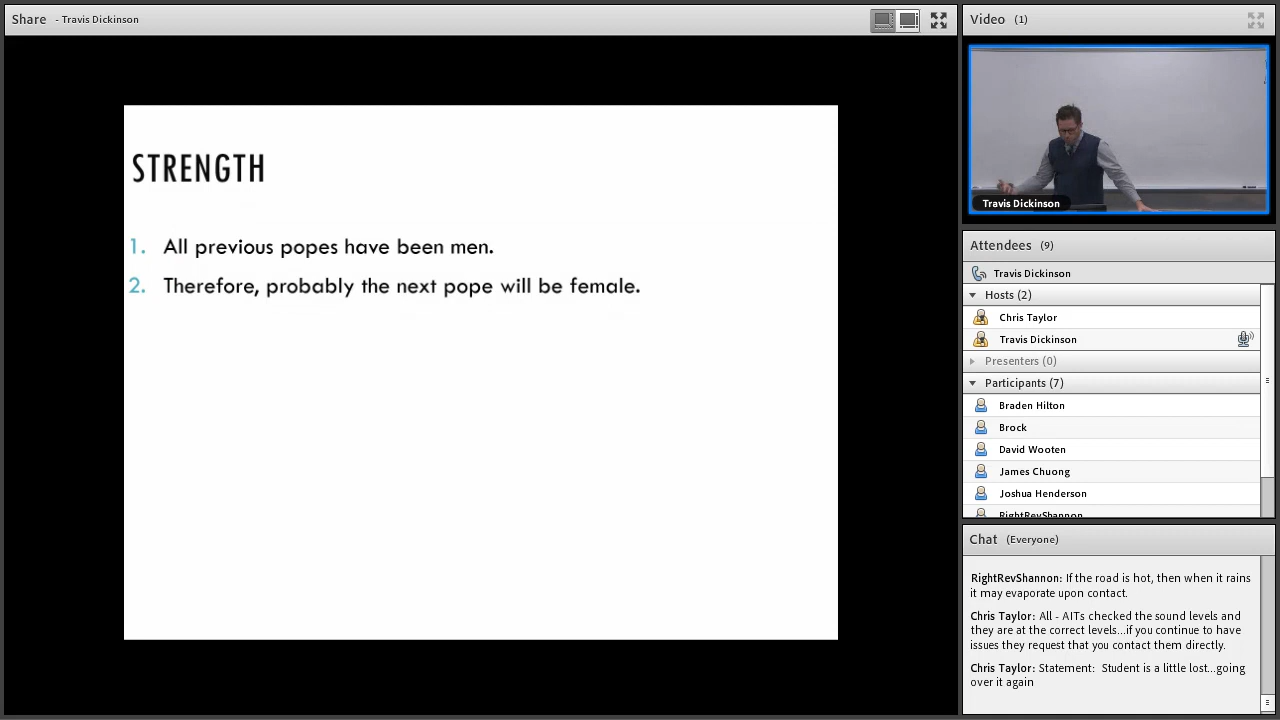 Share - Travis Dickinson
STRENGTH
1. All previous popes have been men.
2. Therefore, probably the next pope will be female.
Video (1)
Travis Dickinson
Attendees (9)
Travis Dickinson
Hosts (2)
Chris Taylor
Travis Dickinson
Presenters (0)
Participants (7)
Braden Hilton
Brock
David Wooten
James Chuong
Joshua Henderson
RightRevShannon
Chat (Everyone)
RightRevShannon: If the road is hot, then when it rains
it may evaporate upon contact.
Chris Taylor: All - AITs checked the sound levels and
they are at the correct levels...if you continue to have
issues they request that you contact them directly.
Chris Taylor: Statement: Student is a little lost...going
over it again